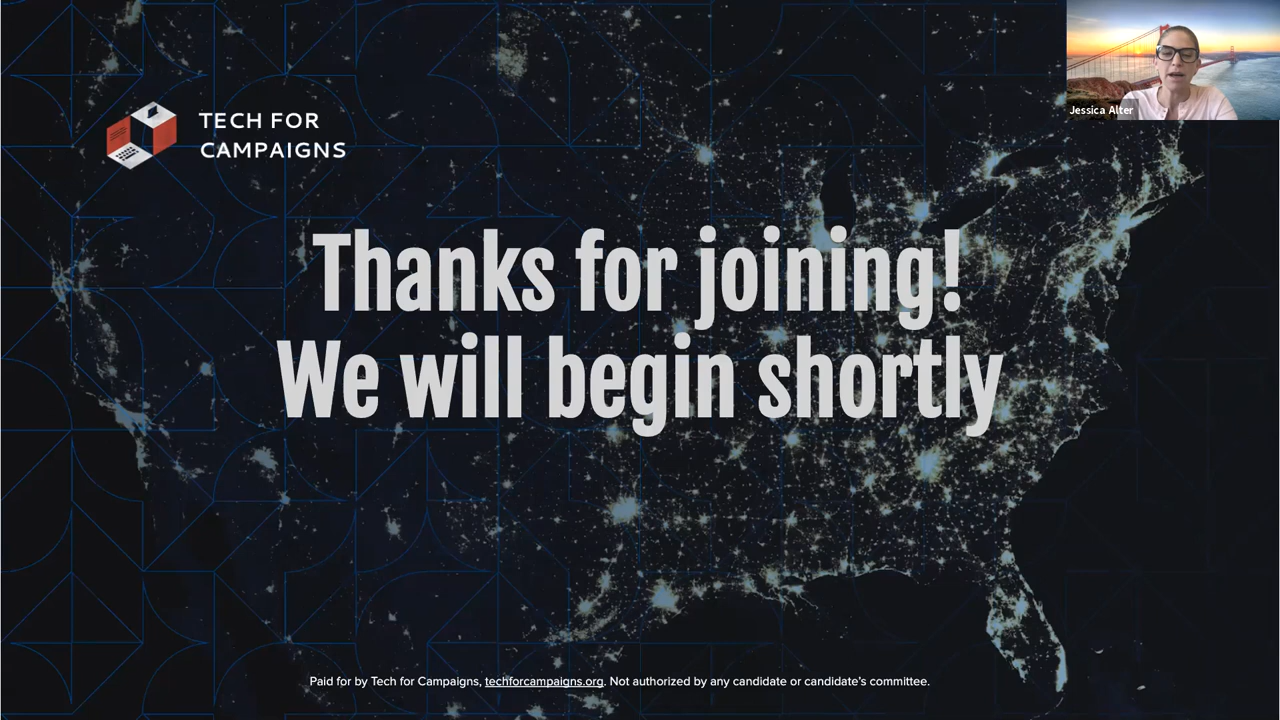 Jessica Alter
TECH FOR
CAMPAIGNS
Thanks for joining!
We will begin shortly
Paid for by Tech for Campaigns, techforcampaigns.org. Not authorized by any candidate or candidate's committee.